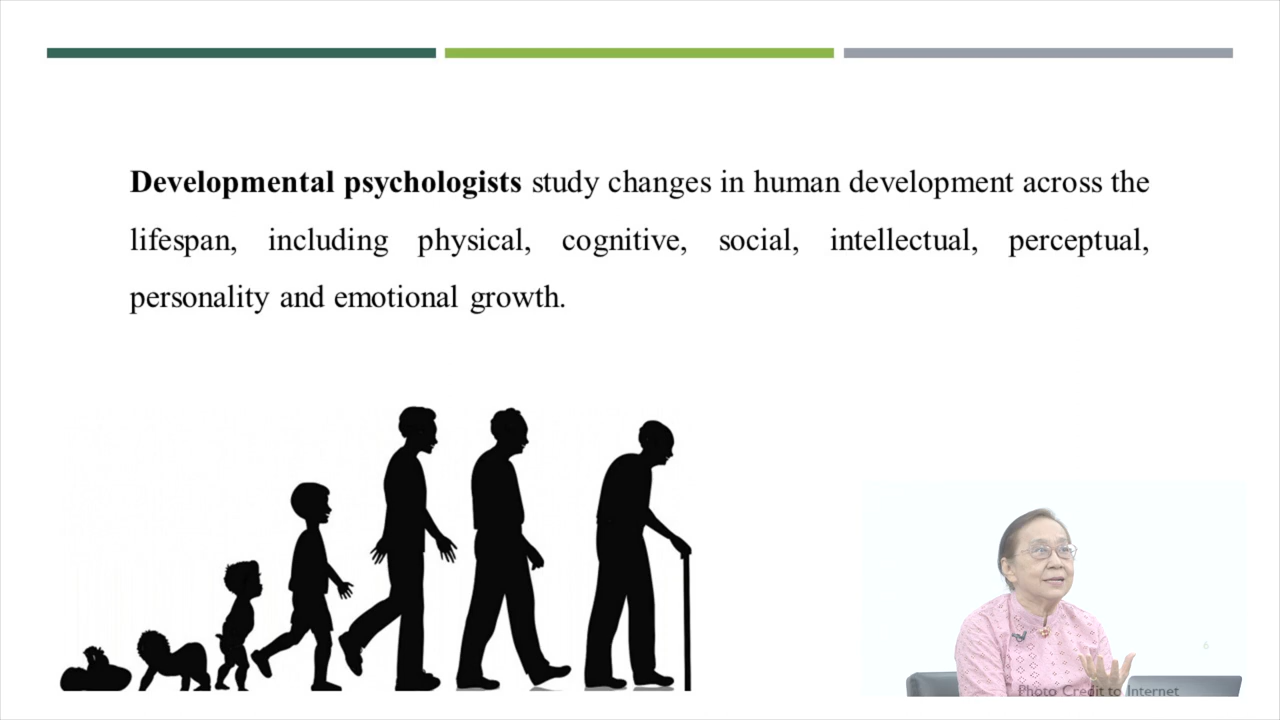 Developmental psychologists study changes in human development across the
lifespan, including physical, cognitive, social, intellectual, perceptual,
personality and emotional growth.
6
Photo Credit to Internet